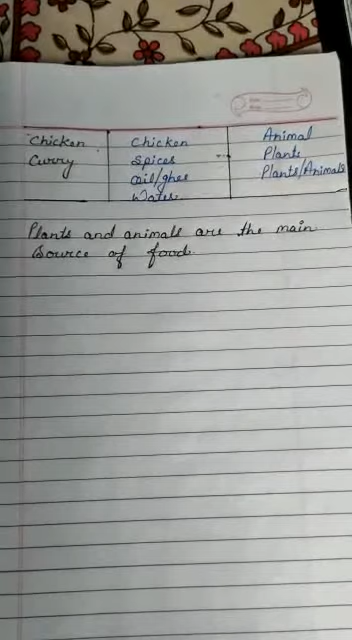 Chicken Curry
Chicken
Spices
oil/ghee
Water
Animal
Plants
Plants/Animals
Plants and animals are the main
source of food.